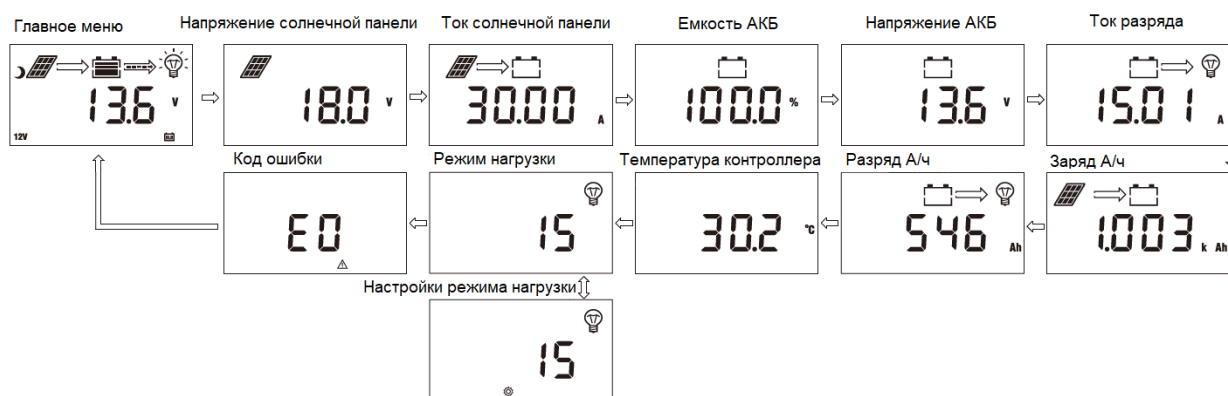 Главное меню
Напряжение солнечной панели
Ток солнечной панели
Емкость АКБ
Напряжение АКБ
Ток разряда
13.6 V
12V
18.0 V
30.00 A
100.0 %
13.6 V
15.01 A
Код ошибки
Режим нагрузки
Температура контроллера
Разряд А/ч
Заряд А/ч
E0
15
30.2 °C
546 Ah
1.003 k Ah
Настройки режима нагрузки
15